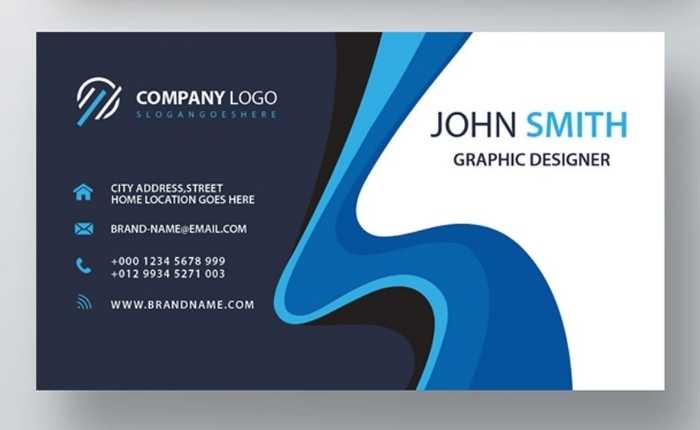 COMPANY LOGO
SLOGANGOESHERE
JOHN SMITH
GRAPHIC DESIGNER
CITY ADDRESS,STREET
HOME LOCATION GOES HERE
BRAND-NAME@EMAIL.COM
+000 1234 5678 999
+012 9934 5271 003
WWW.BRANDNAME.COM